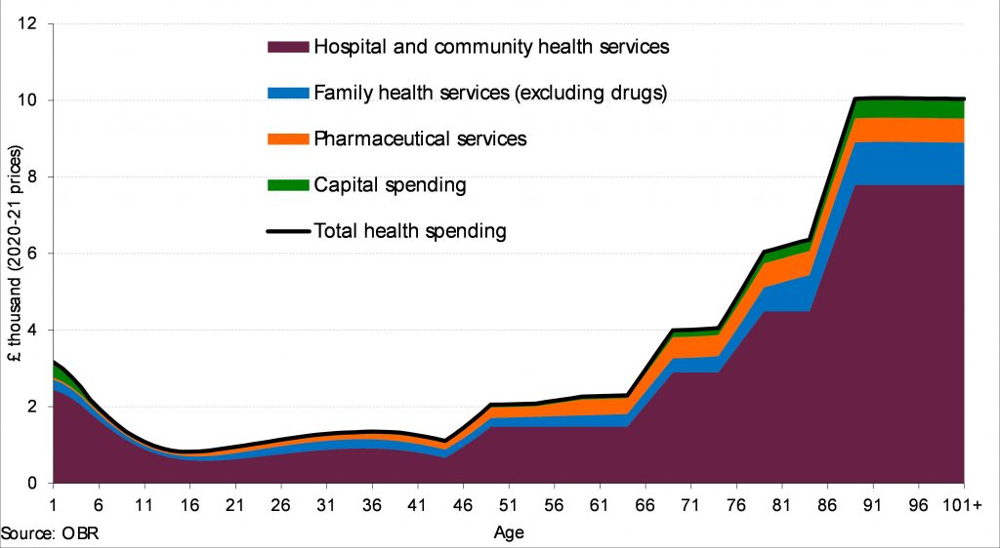 12
10
8
6
4
2
0
£ thousand (2020-21 prices)
Hospital and community health services
Family health services (excluding drugs)
Pharmaceutical services
Capital spending
Total health spending
1 6 11 16 21 26 31 36 41 46 51 56 61 66 71 76 81 86 91 96 101+
Age
Source: OBR